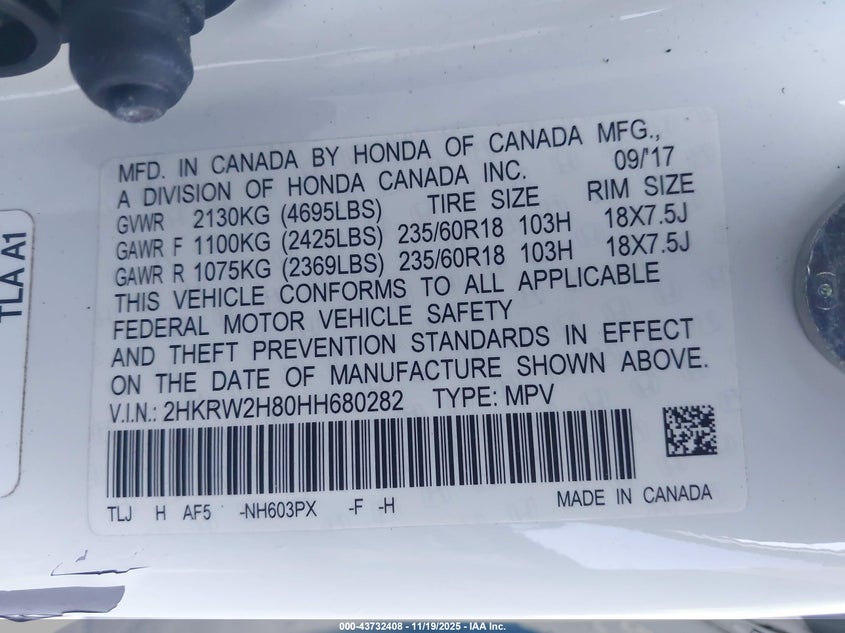 MFD. IN CANADA BY HONDA OF CANADA MFG.,
A DIVISION OF HONDA CANADA INC. 09/'17
GVWR 2130KG (4695LBS) TIRE SIZE RIM SIZE
GAWR F 1100KG (2425LBS) 235/60R18 103H 18X7.5J
GAWR R 1075KG (2369LBS) 235/60R18 103H 18X7.5J
THIS VEHICLE CONFORMS TO ALL APPLICABLE
FEDERAL MOTOR VEHICLE SAFETY
AND THEFT PREVENTION STANDARDS IN EFFECT
ON THE DATE OF MANUFACTURE SHOWN ABOVE.
V.I.N.: 2HKRW2H80HH680282 TYPE: MPV
TLJ H AF5 -NH603PX -F -H MADE IN CANADA
TLA A1
000-43732408 - 11/19/2025 - IAA Inc.